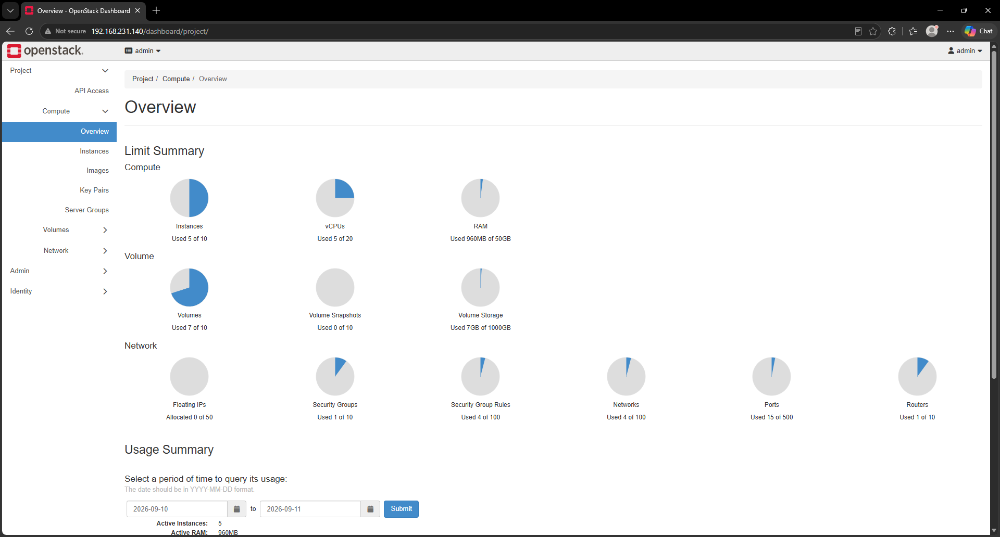 Overview - OpenStack Dashboard
Not secure 192.168.231.140/dashboard/project/
Chat
openstack.
admin
admin
Project
API Access
Compute
Overview
Instances
Images
Key Pairs
Server Groups
Volumes
Network
Admin
Identity
Project / Compute / Overview
Overview
Limit Summary
Compute
Instances
Used 5 of 10
vCPUs
Used 5 of 20
RAM
Used 960MB of 50GB
Volume
Volumes
Used 7 of 10
Volume Snapshots
Used 0 of 10
Volume Storage
Used 7GB of 1000GB
Network
Floating IPs
Allocated 0 of 50
Security Groups
Used 1 of 10
Security Group Rules
Used 4 of 100
Networks
Used 4 of 100
Ports
Used 15 of 500
Routers
Used 1 of 10
Usage Summary
Select a period of time to query its usage:
The date should be in YYYY-MM-DD format.
2026-09-10 to 2026-09-11 Submit
Active Instances: 5
Active RAM: 960MB